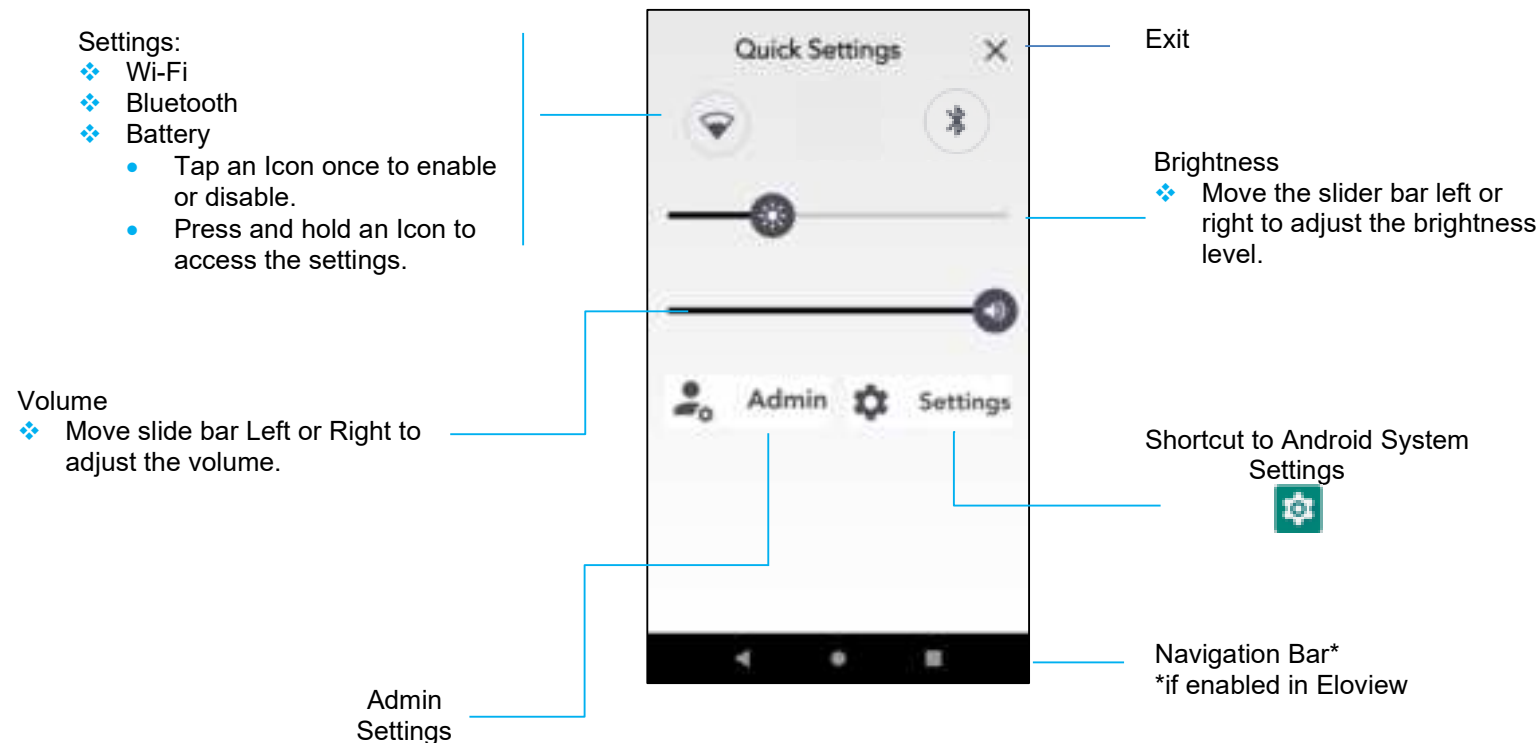 Settings:
Wi-Fi
Bluetooth
Battery
Tap an Icon once to enable
or disable.
Press and hold an Icon to
access the settings.
Volume
Move slide bar Left or Right to
adjust the volume.
Admin
Settings
Quick Settings
Admin
Settings
Exit
Brightness
Move the slider bar left or
right to adjust the brightness
level.
Shortcut to Android System
Settings
Navigation Bar*
*if enabled in Eloview